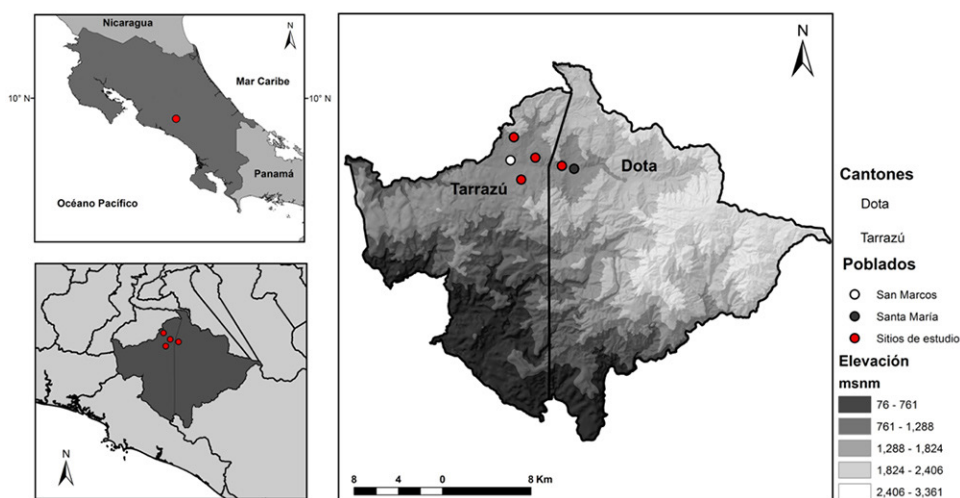 Nicaragua
N
Mar Caribe
10° N
10° N
Panamá
Océano Pacífico
N
N
Dota
Tarrazú
8 4 0 8 Km
Cantones
Dota
Tarrazú
Poblados
San Marcos
Santa María
Sitios de estudio
Elevación
msnm
76 - 761
761 - 1,288
1,288 - 1,824
1,824 - 2,406
2,406 - 3,361